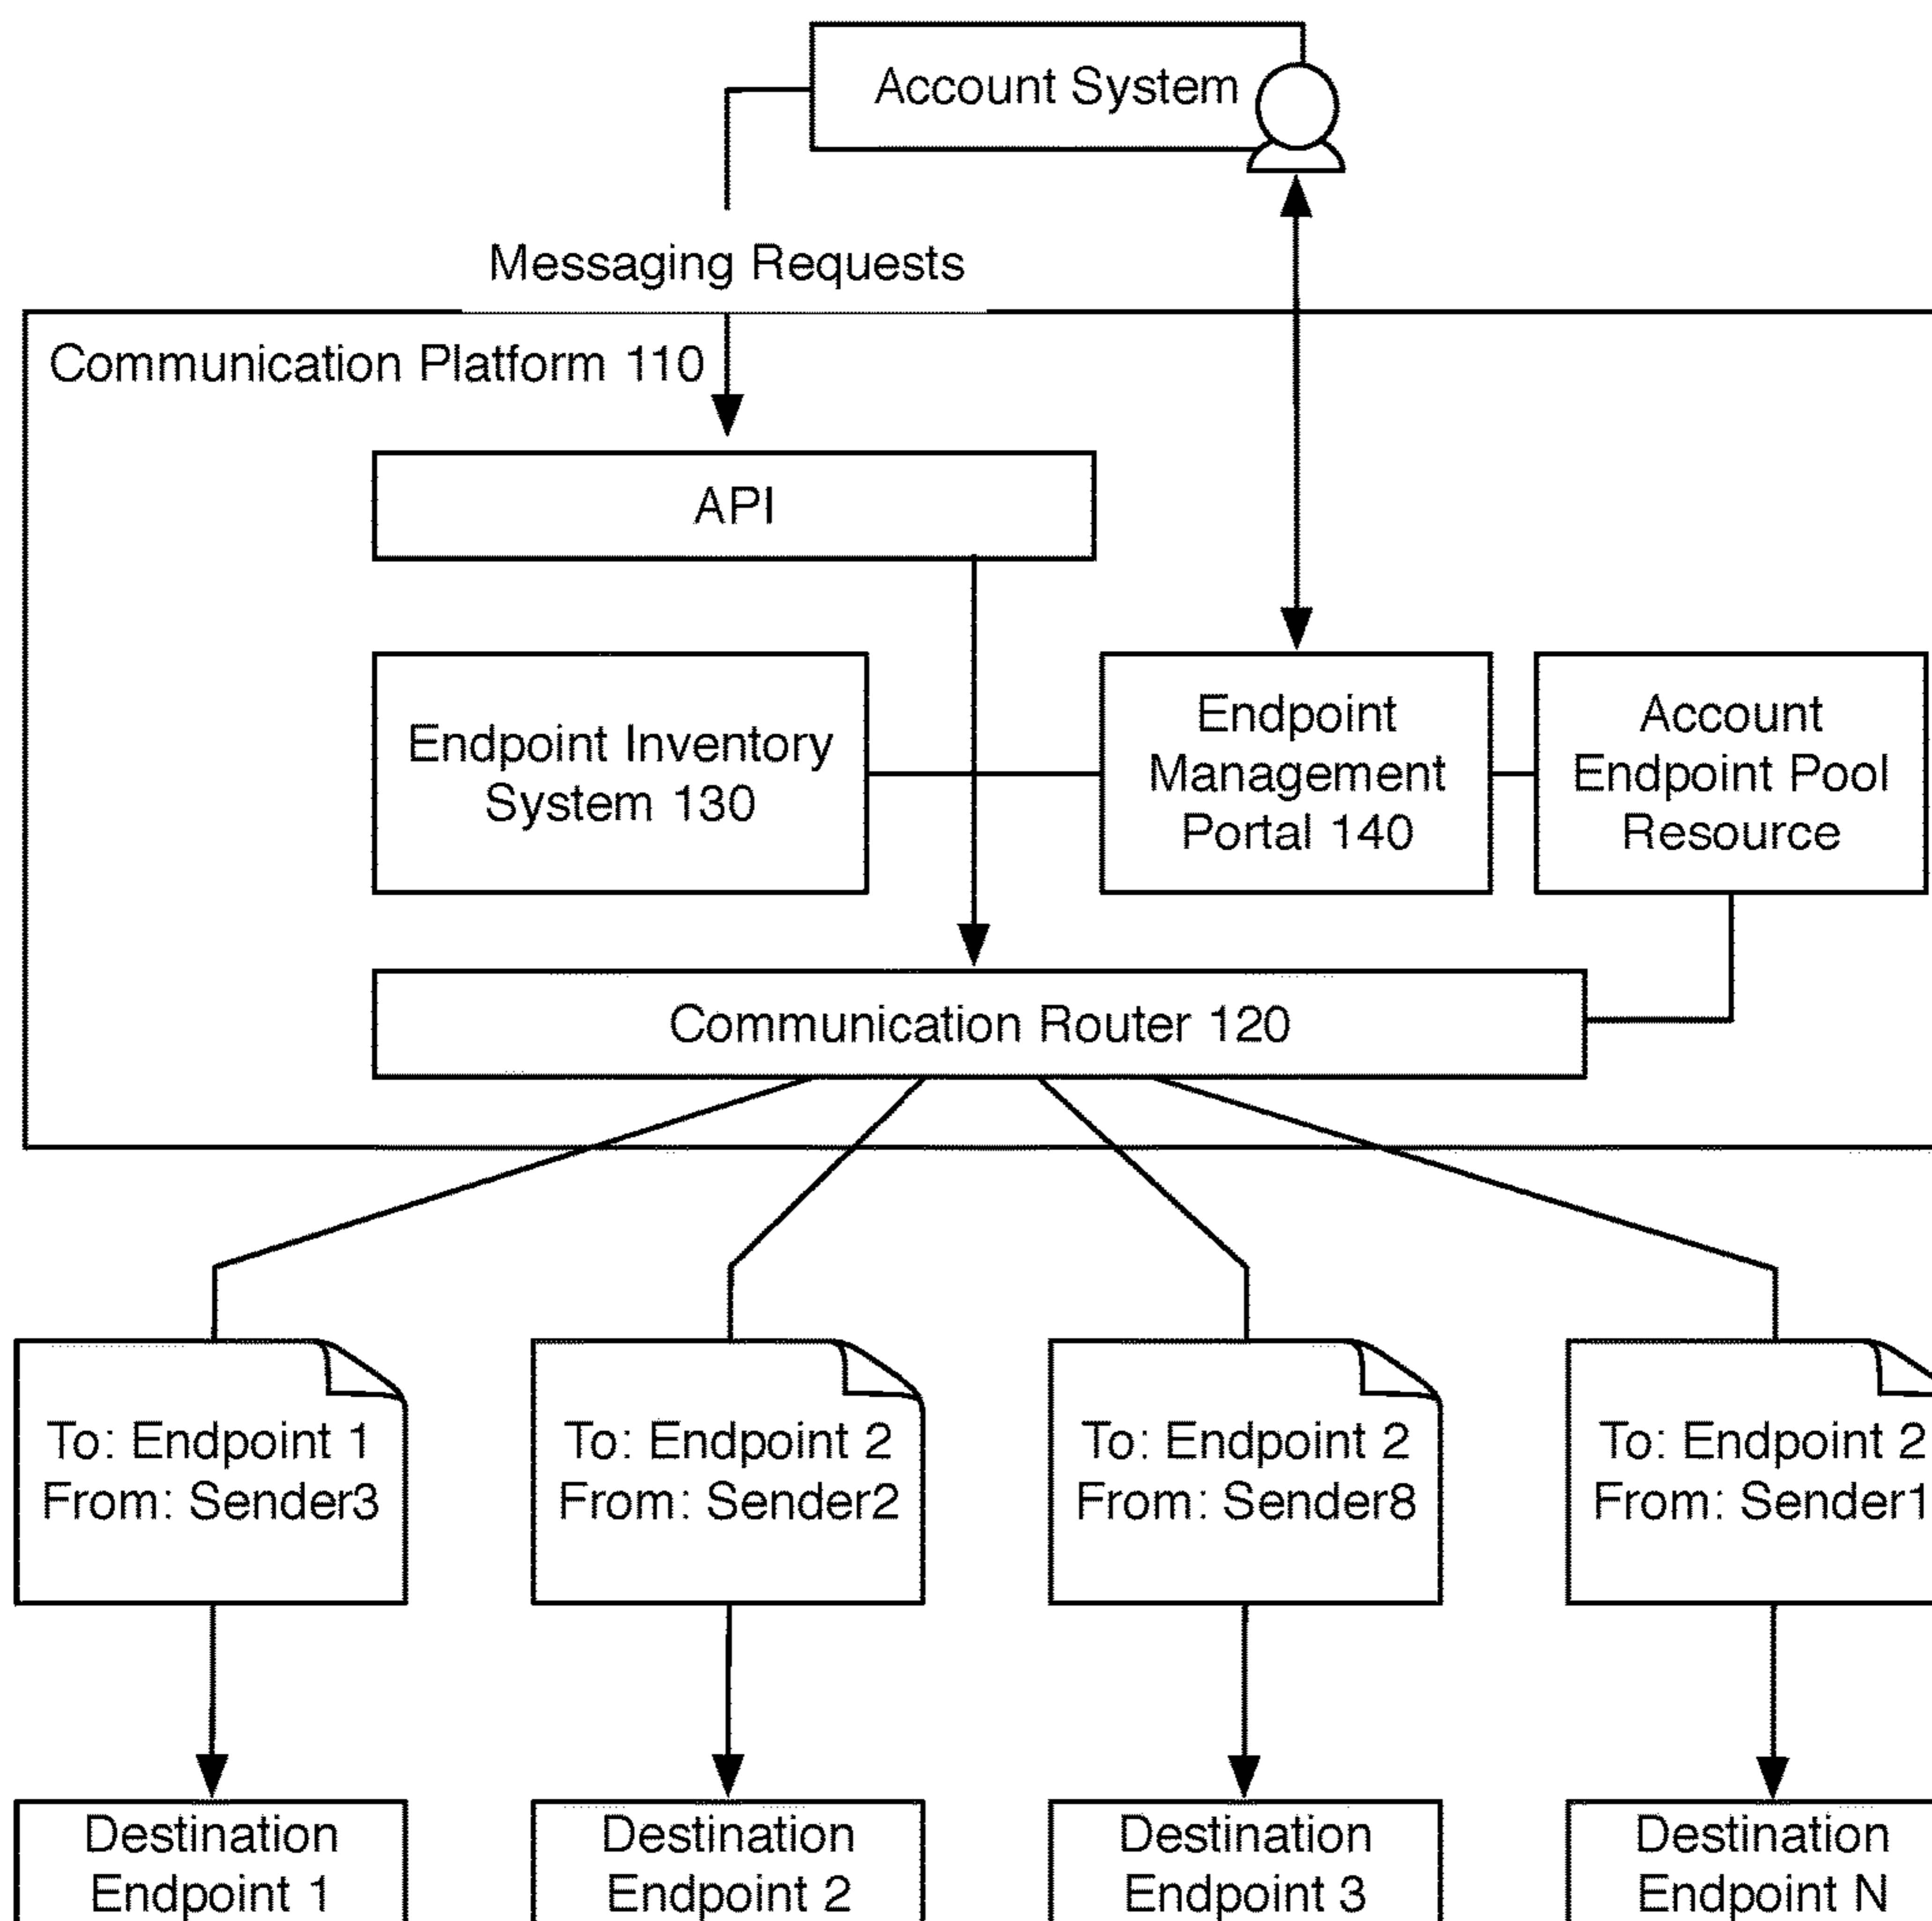 Account System
Messaging Requests
Communication Platform 110
API
Endpoint Inventory
System 130
Endpoint
Management
Portal 140
Account
Endpoint Pool
Resource
Communication Router 120
To: Endpoint 1
From: Sender3
To: Endpoint 2
From: Sender2
To: Endpoint 2
From: Sender8
To: Endpoint 2
From: Sender1
Destination
Endpoint 1
Destination
Endpoint 2
Destination
Endpoint 3
Destination
Endpoint N